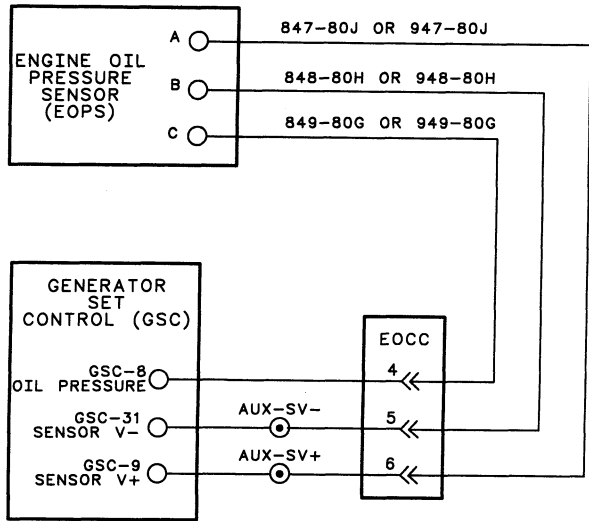 ENGINE OIL
PRESSURE
SENSOR
(EOPS)
A
847-80J OR 947-80J
B
848-80H OR 948-80H
C
849-80G OR 949-80G
GENERATOR
SET
CONTROL (GSC)
GSC-8
OIL PRESSURE
GSC-31
SENSOR V-
GSC-9
SENSOR V+
AUX-SV-
AUX-SV+
EOCC
4
5
6